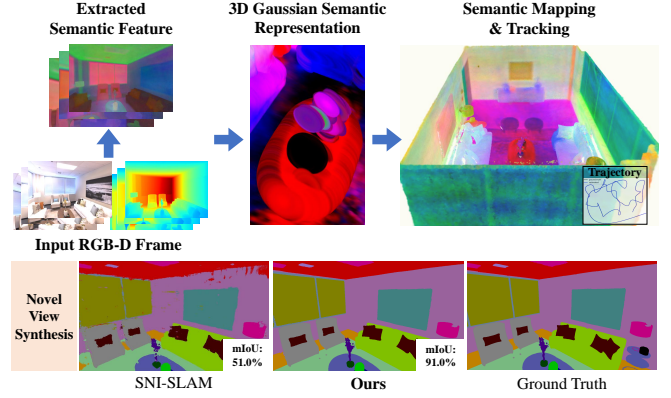 Extracted
Semantic Feature
3D Gaussian Semantic
Representation
Semantic Mapping
& Tracking
Trajectory
Input RGB-D Frame
Novel
View
Synthesis
mIoU:
51.0%
mIoU:
91.0%
SNI-SLAM
Ours
Ground Truth